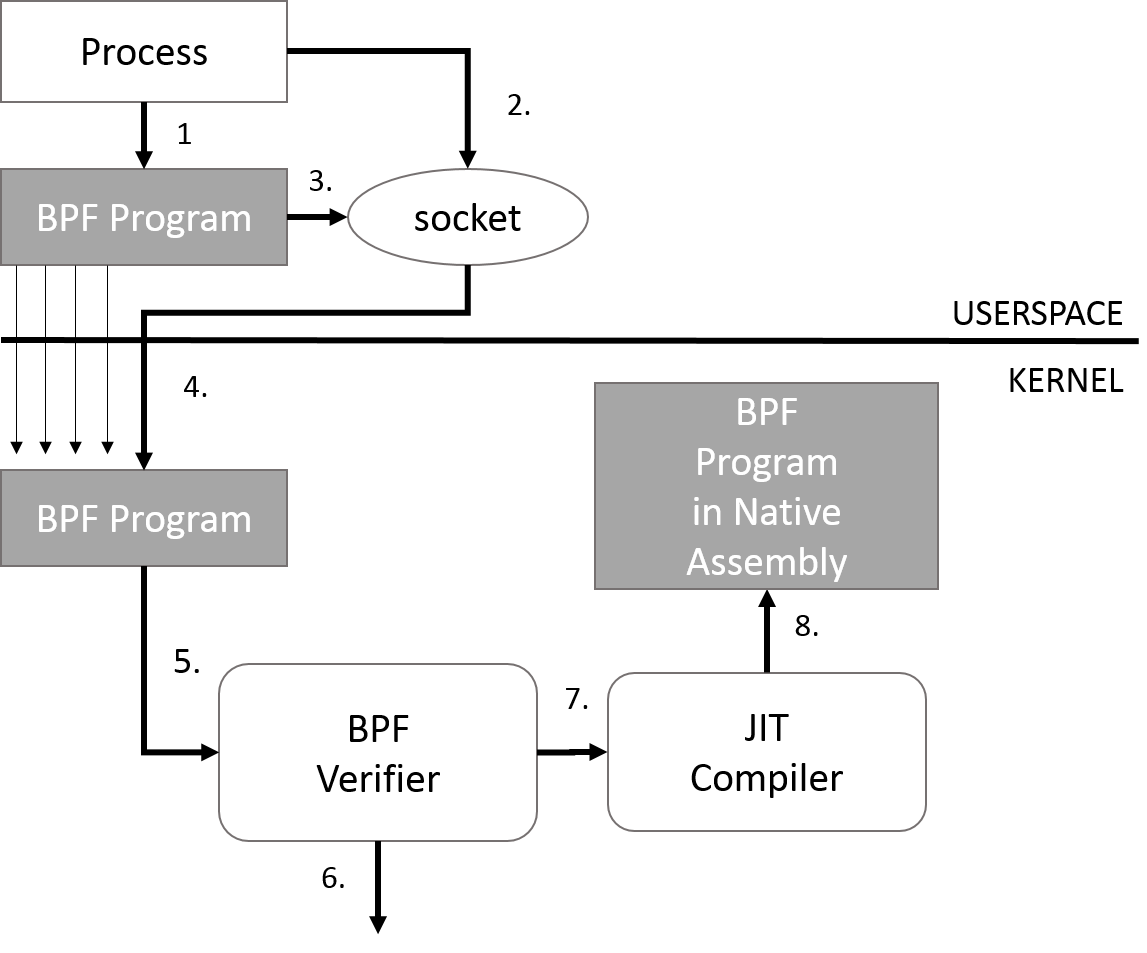 Process
1
2.
BPF Program
3.
socket
USERSPACE
KERNEL
4.
BPF
Program
in Native
Assembly
BPF Program
8.
5.
7.
BPF
Verifier
JIT
Compiler
6.